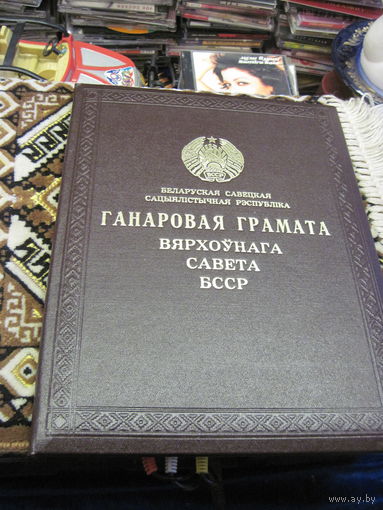 БЕЛАРУСКАЯ САВЕЦКАЯ
САЦЫЯЛІСТЫЧНАЯ РЭСПУБЛІКА
ГАНАРОВАЯ ГРАМАТА
ВЯРХОЎНАГА
САВЕТА
БССР
www.ay.by